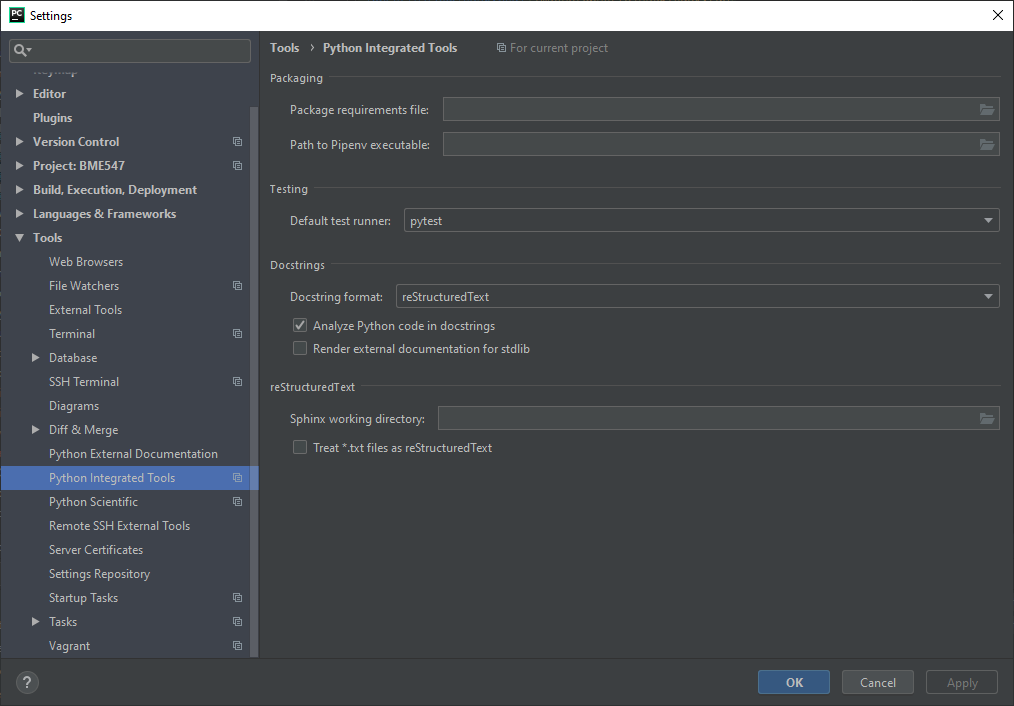 PC
Settings
Keymap
Editor
Plugins
Version Control
Project: BME547
Build, Execution, Deployment
Languages & Frameworks
Tools
Web Browsers
File Watchers
External Tools
Terminal
Database
SSH Terminal
Diagrams
Diff & Merge
Python External Documentation
Python Integrated Tools
Python Scientific
Remote SSH External Tools
Server Certificates
Settings Repository
Startup Tasks
Tasks
Vagrant
Tools › Python Integrated Tools For current project
Packaging
Package requirements file:
Path to Pipenv executable:
Testing
Default test runner: pytest
Docstrings
Docstring format: reStructuredText
Analyze Python code in docstrings
Render external documentation for stdlib
reStructuredText
Sphinx working directory:
Treat *.txt files as reStructuredText
?
OK Cancel Apply